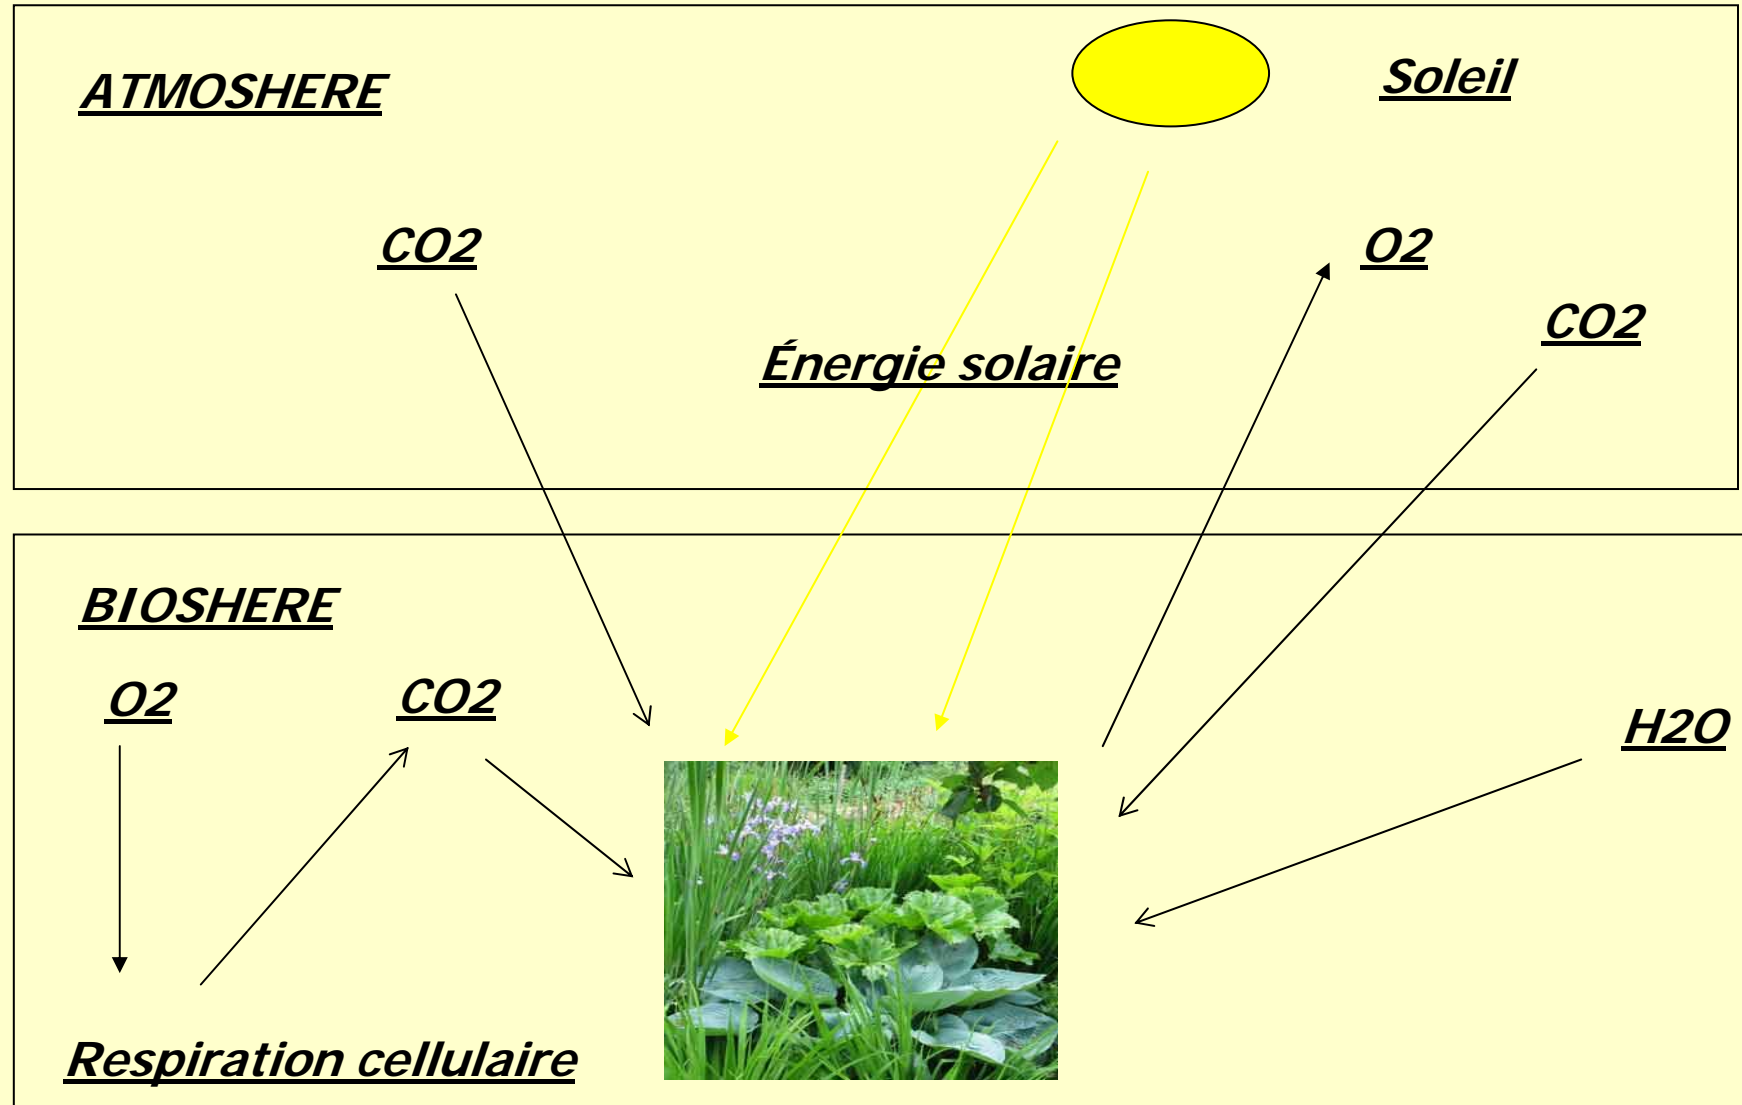 ATMOSHERE
Soleil
CO2
O2
CO2
Énergie solaire
BIOSHERE
O2
CO2
H2O
Respiration cellulaire